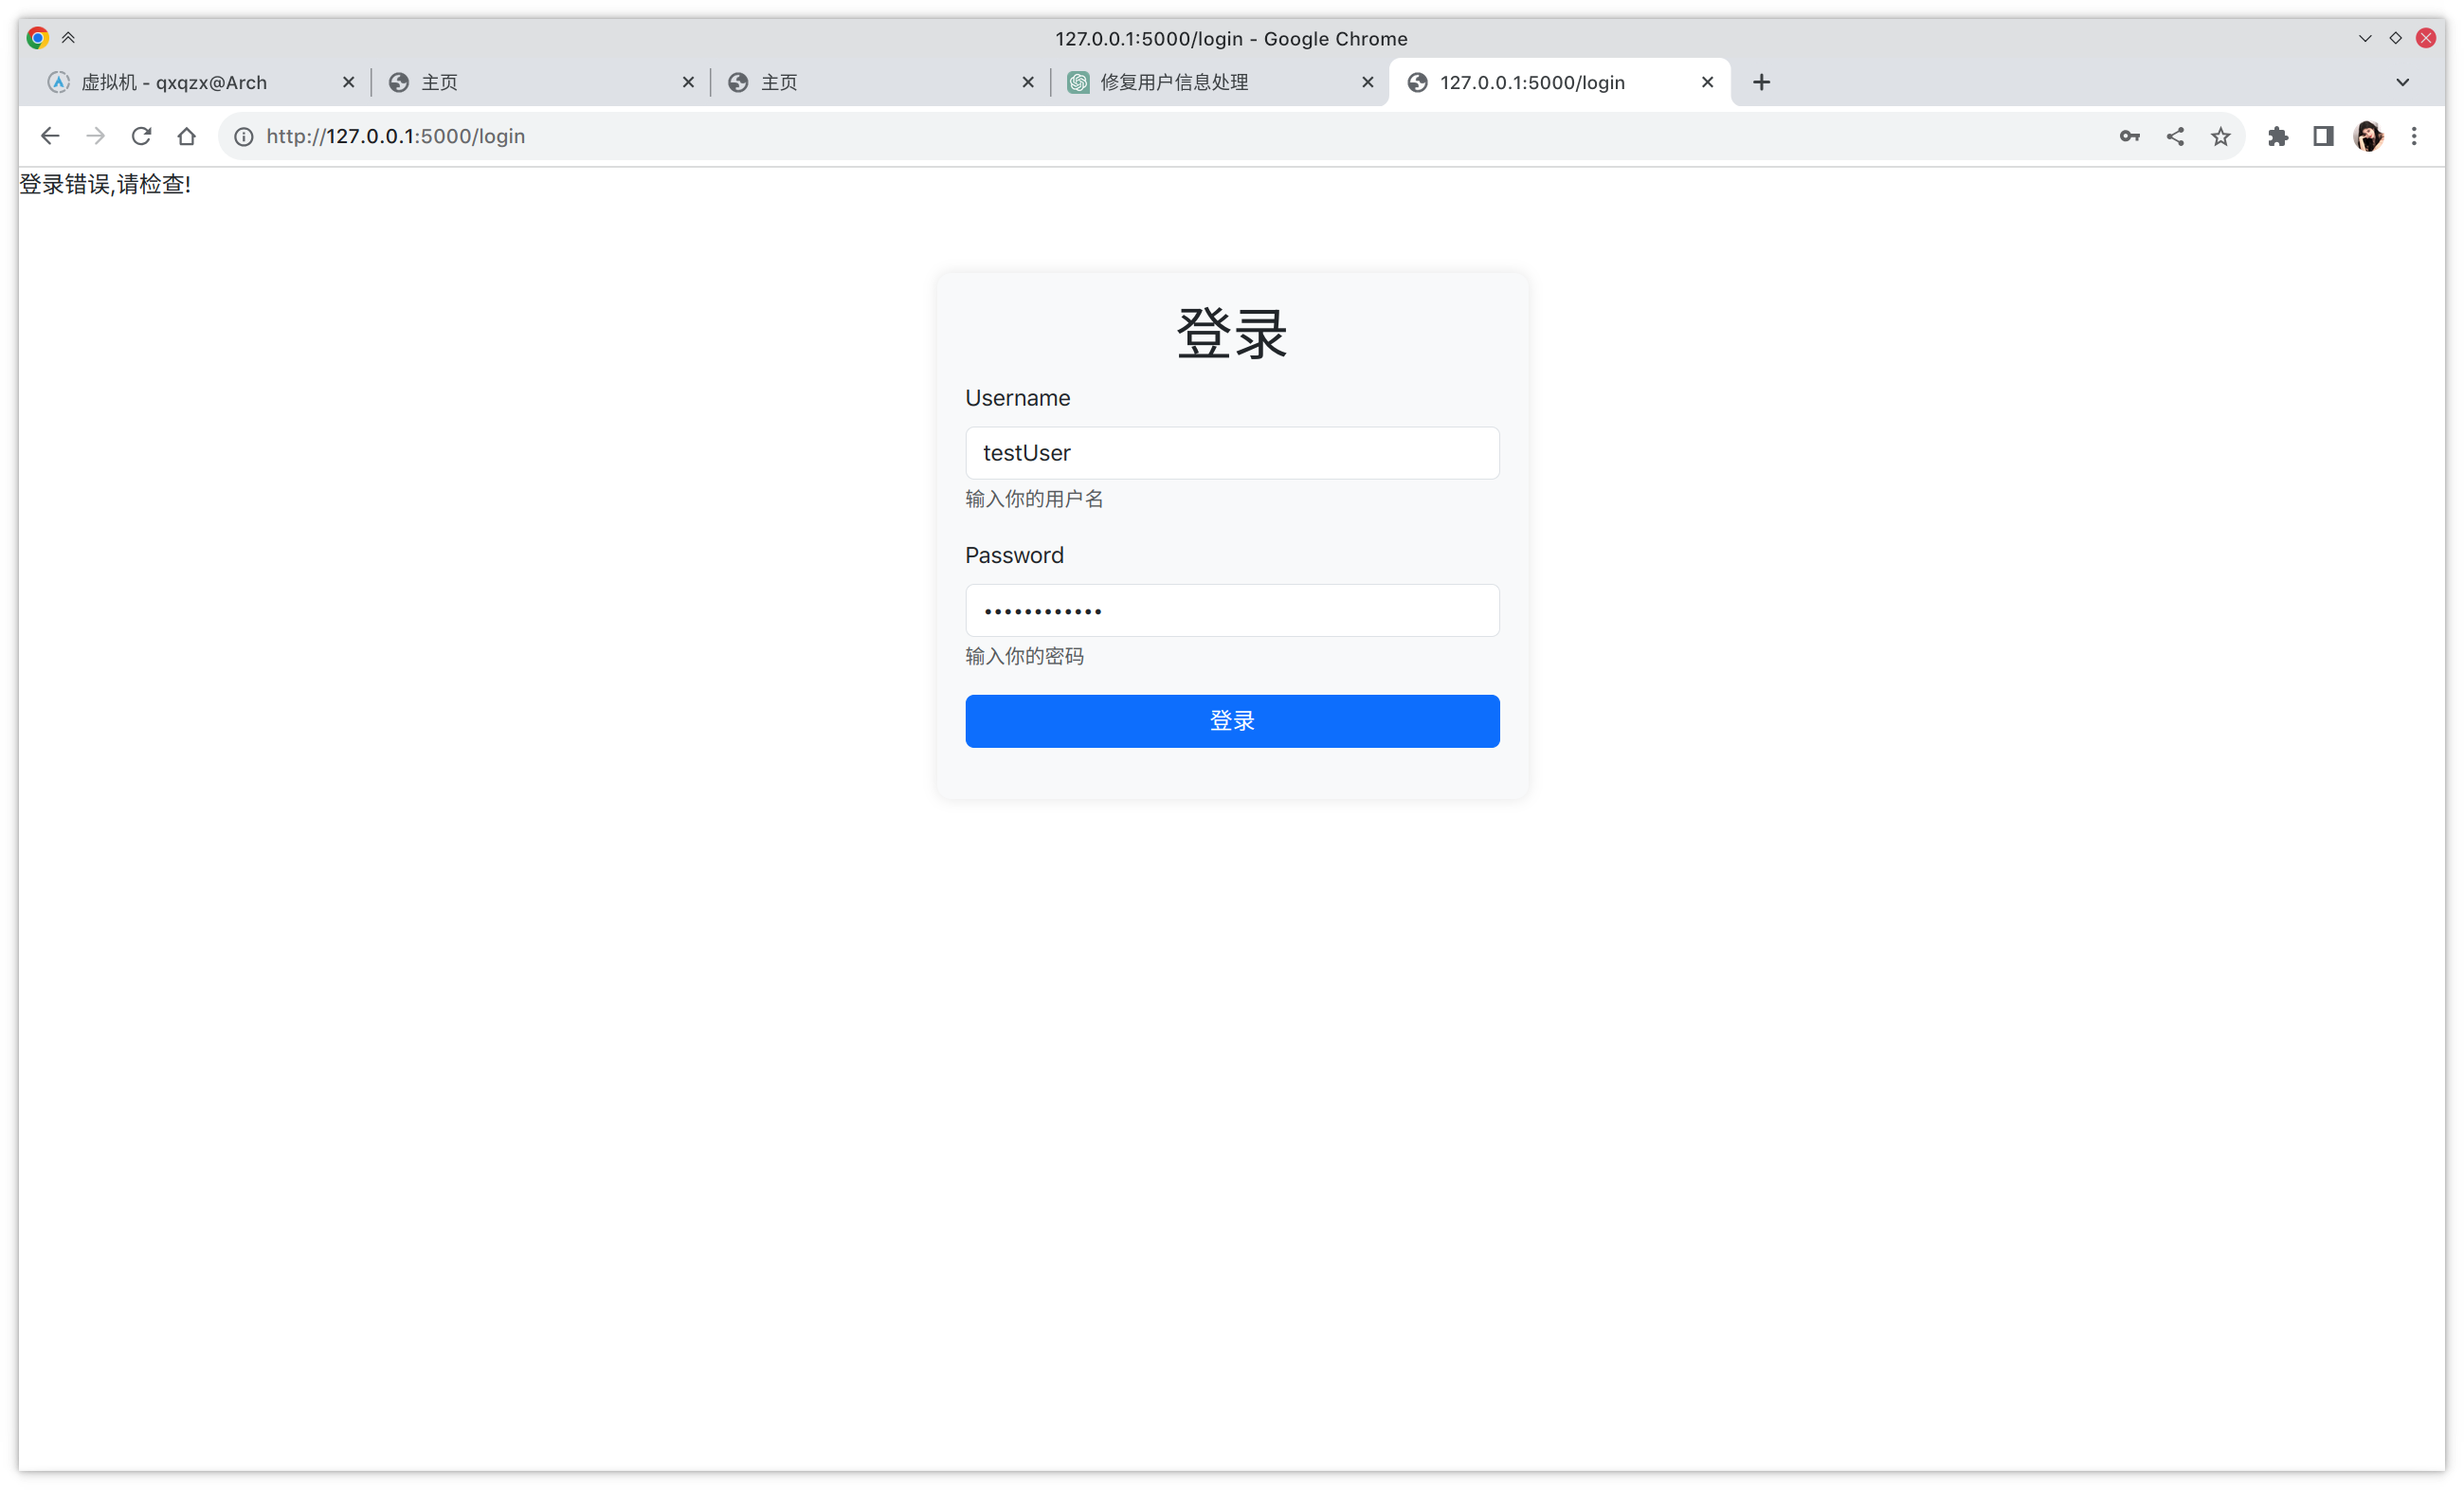 127.0.0.1:5000/login - Google Chrome
虚拟机 - qxqzx@Arch
主页
主页
修复用户信息处理
127.0.0.1:5000/login
http://127.0.0.1:5000/login
登录错误,请检查!
登录
Username
testUser
输入你的用户名
Password
••••••••••••
输入你的密码
登录